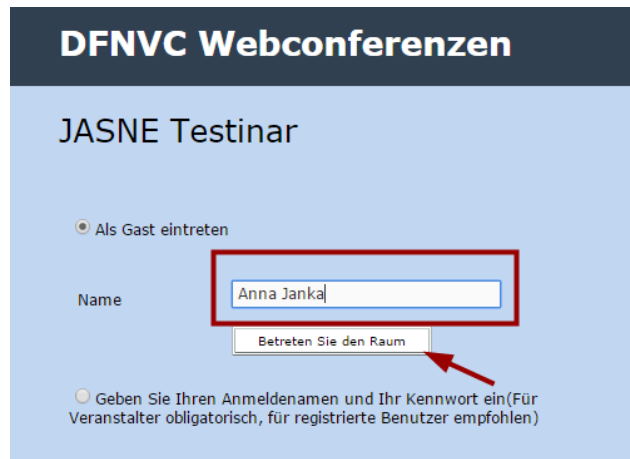 DFNVC Webconferenzen
JASNE Testinar
Als Gast eintreten
Name
Anna Janka
Betreten Sie den Raum
Geben Sie Ihren Anmeldenamen und Ihr Kennwort ein(Für
Veranstalter obligatorisch, für registrierte Benutzer empfohlen)